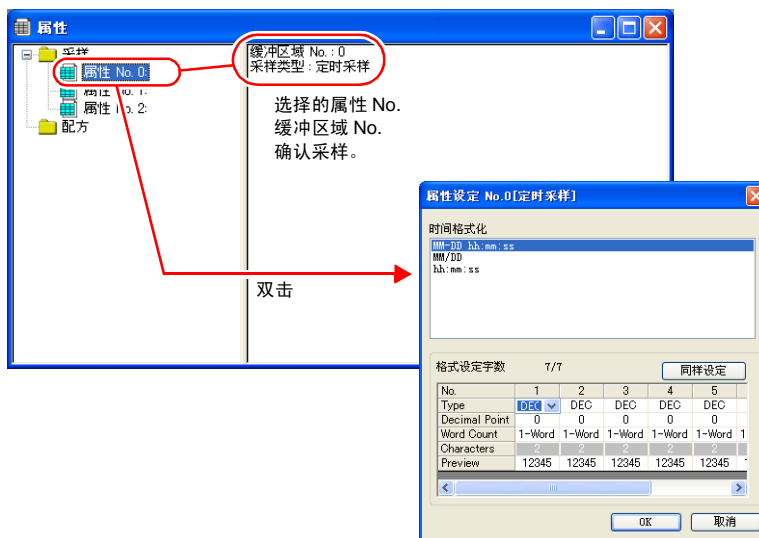 属性
采样
缓冲区域 No. : 0
采样类型 : 定时采样
属性 No. 0:
属性 No. 1:
属性 No. 2:
配方
选择的属性 No.
缓冲区域 No.
确认采样。
双击
属性设定 No.0[定时采样]
时间格式化
MM-DD hh:mm:ss
MM/DD
hh:mm:ss
格式设定字数 7/7 同样设定
No. 1 2 3 4 5
Type DEC DEC DEC DEC DEC
Decimal Point 0 0 0 0 0
Word Count 1-Word 1-Word 1-Word 1-Word 1-Word 1
Characters 2 2 2 2 2
Preview 12345 12345 12345 12345 12345
OK 取消